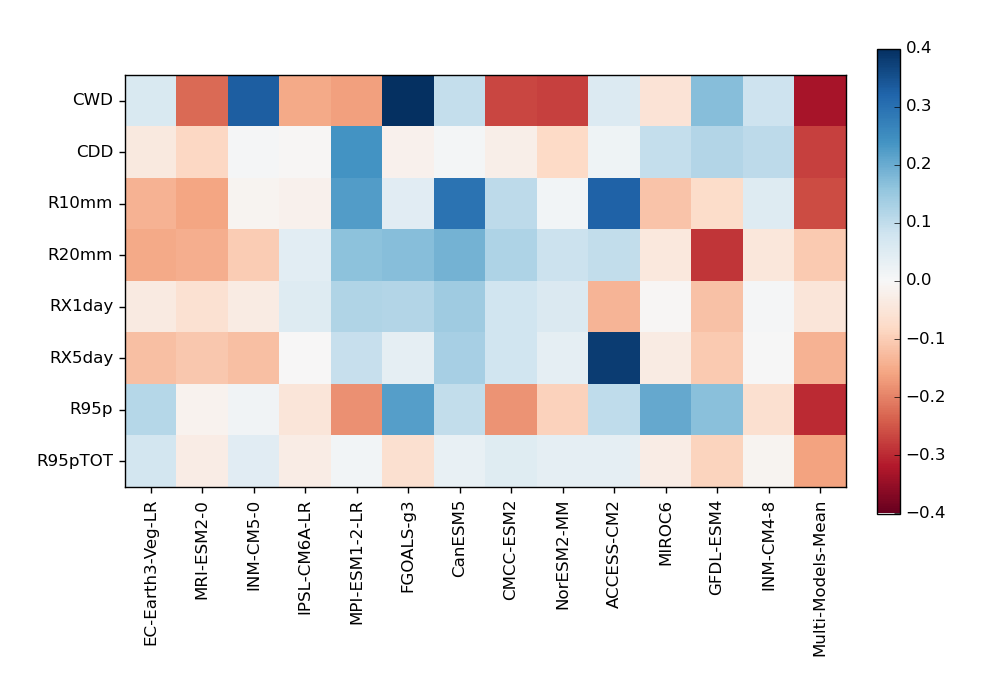 CWD
CDD
R10mm
R20mm
RX1day
RX5day
R95p
R95pTOT
EC-Earth3-Veg-LR
MRI-ESM2-0
INM-CM5-0
IPSL-CM6A-LR
MPI-ESM1-2-LR
FGOALS-g3
CanESM5
CMCC-ESM2
NorESM2-MM
ACCESS-CM2
MIROC6
GFDL-ESM4
INM-CM4-8
Multi-Models-Mean
0.4
0.3
0.2
0.1
0.0
−0.1
−0.2
−0.3
−0.4